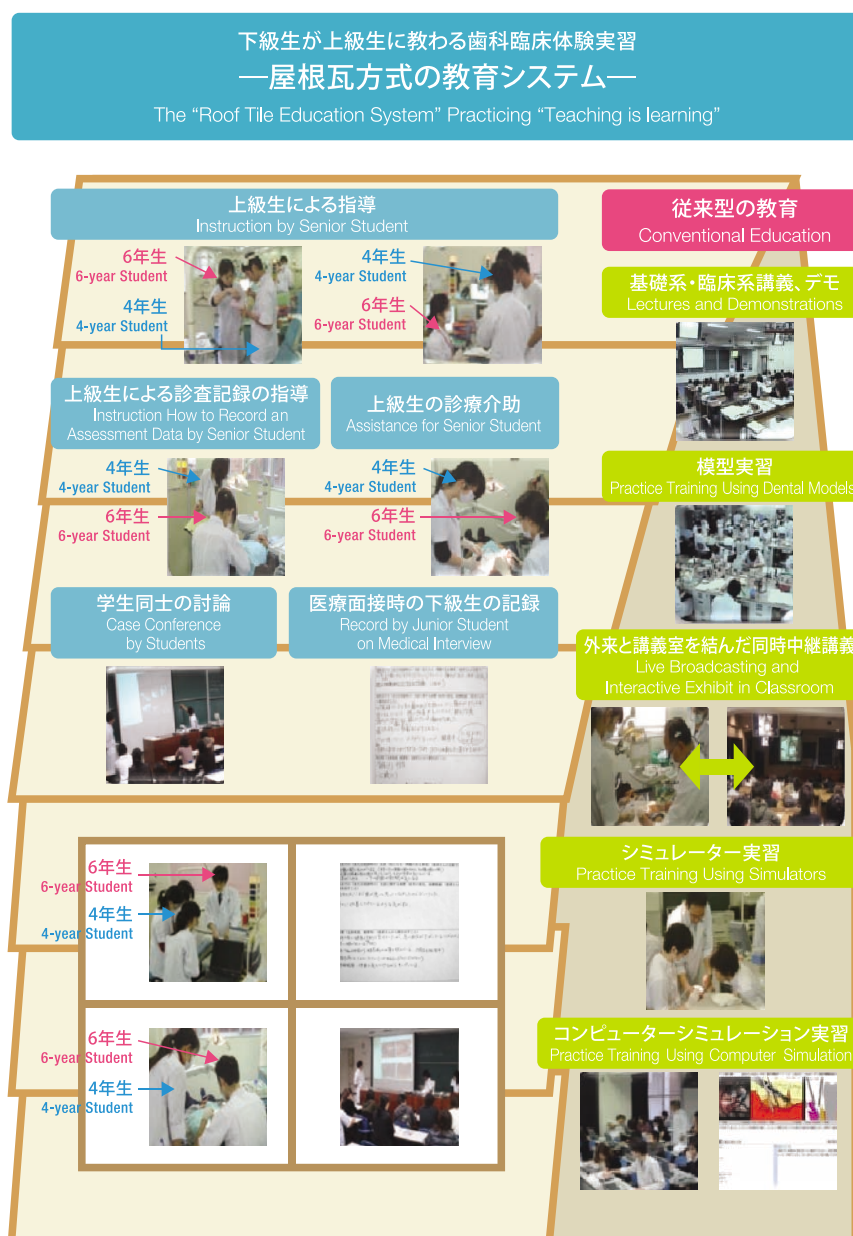 下級生が上級生に教わる歯科臨床体験実習
―屋根瓦方式の教育システム―
The “Roof Tile Education System” Practicing “Teaching is learning”
上級生による指導
Instruction by Senior Student
6年生
6-year Student
4年生
4-year Student
4年生
4-year Student
6年生
6-year Student
上級生による診査記録の指導
Instruction How to Record an
Assessment Data by Senior Student
4年生
4-year Student
6年生
6-year Student
上級生の診療介助
Assistance for Senior Student
4年生
4-year Student
6年生
6-year Student
学生同士の討論
Case Conference
by Students
医療面接時の下級生の記録
Record by Junior Student
on Medical Interview
6年生
6-year Student
4年生
4-year Student
6年生
6-year Student
4年生
4-year Student
従来型の教育
Conventional Education
基礎系・臨床系講義、デモ
Lectures and Demonstrations
模型実習
Practice Training Using Dental Models
外来と講義室を結んだ同時中継講義
Live Broadcasting and
Interactive Exhibit in Classroom
シミュレーター実習
Practice Training Using Simulators
コンピューターシミュレーション実習
Practice Training Using Computer Simulation